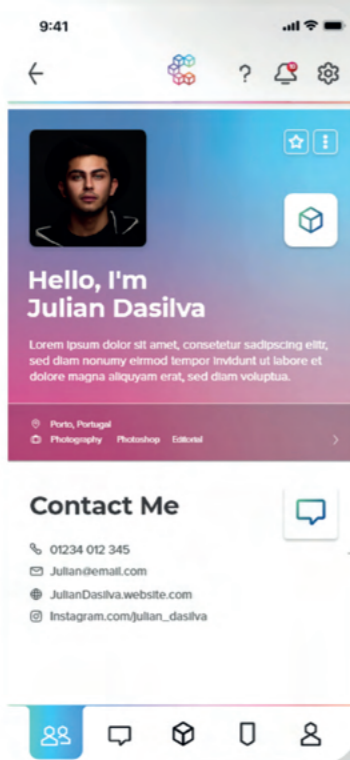 9:41
Hello, I'm
Julian Dasilva
Lorem ipsum dolor sit amet, consetetur sadipscing elitr,
sed diam nonumy eirmod tempor invidunt ut labore et
dolore magna aliquyam erat, sed diam voluptua.
Porto, Portugal
Photography Photoshop Editorial
Contact Me
01234 012 345
Julian@email.com
JulianDasilva.website.com
Instagram.com/julian_dasilva